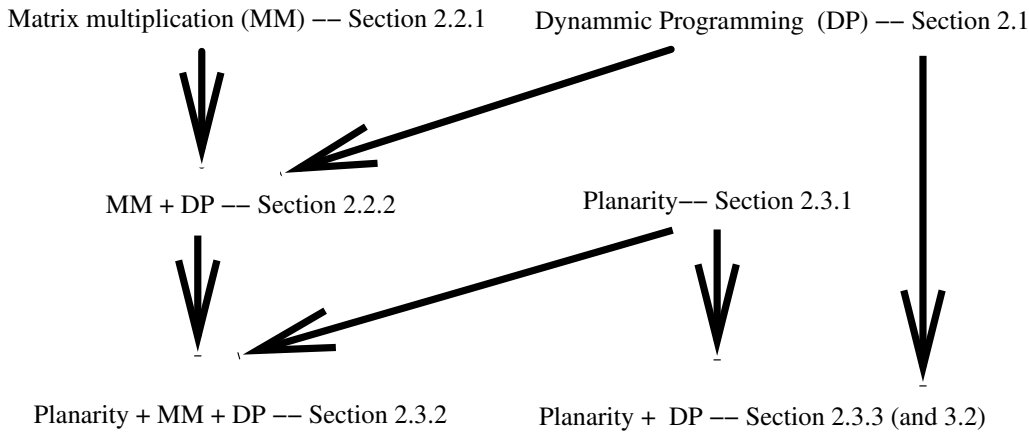 Matrix multiplication (MM) −− Section 2.2.1
Dynammic Programming (DP) −− Section 2.1
MM + DP −− Section 2.2.2
Planarity−− Section 2.3.1
Planarity + MM + DP −− Section 2.3.2
Planarity + DP −− Section 2.3.3 (and 3.2)